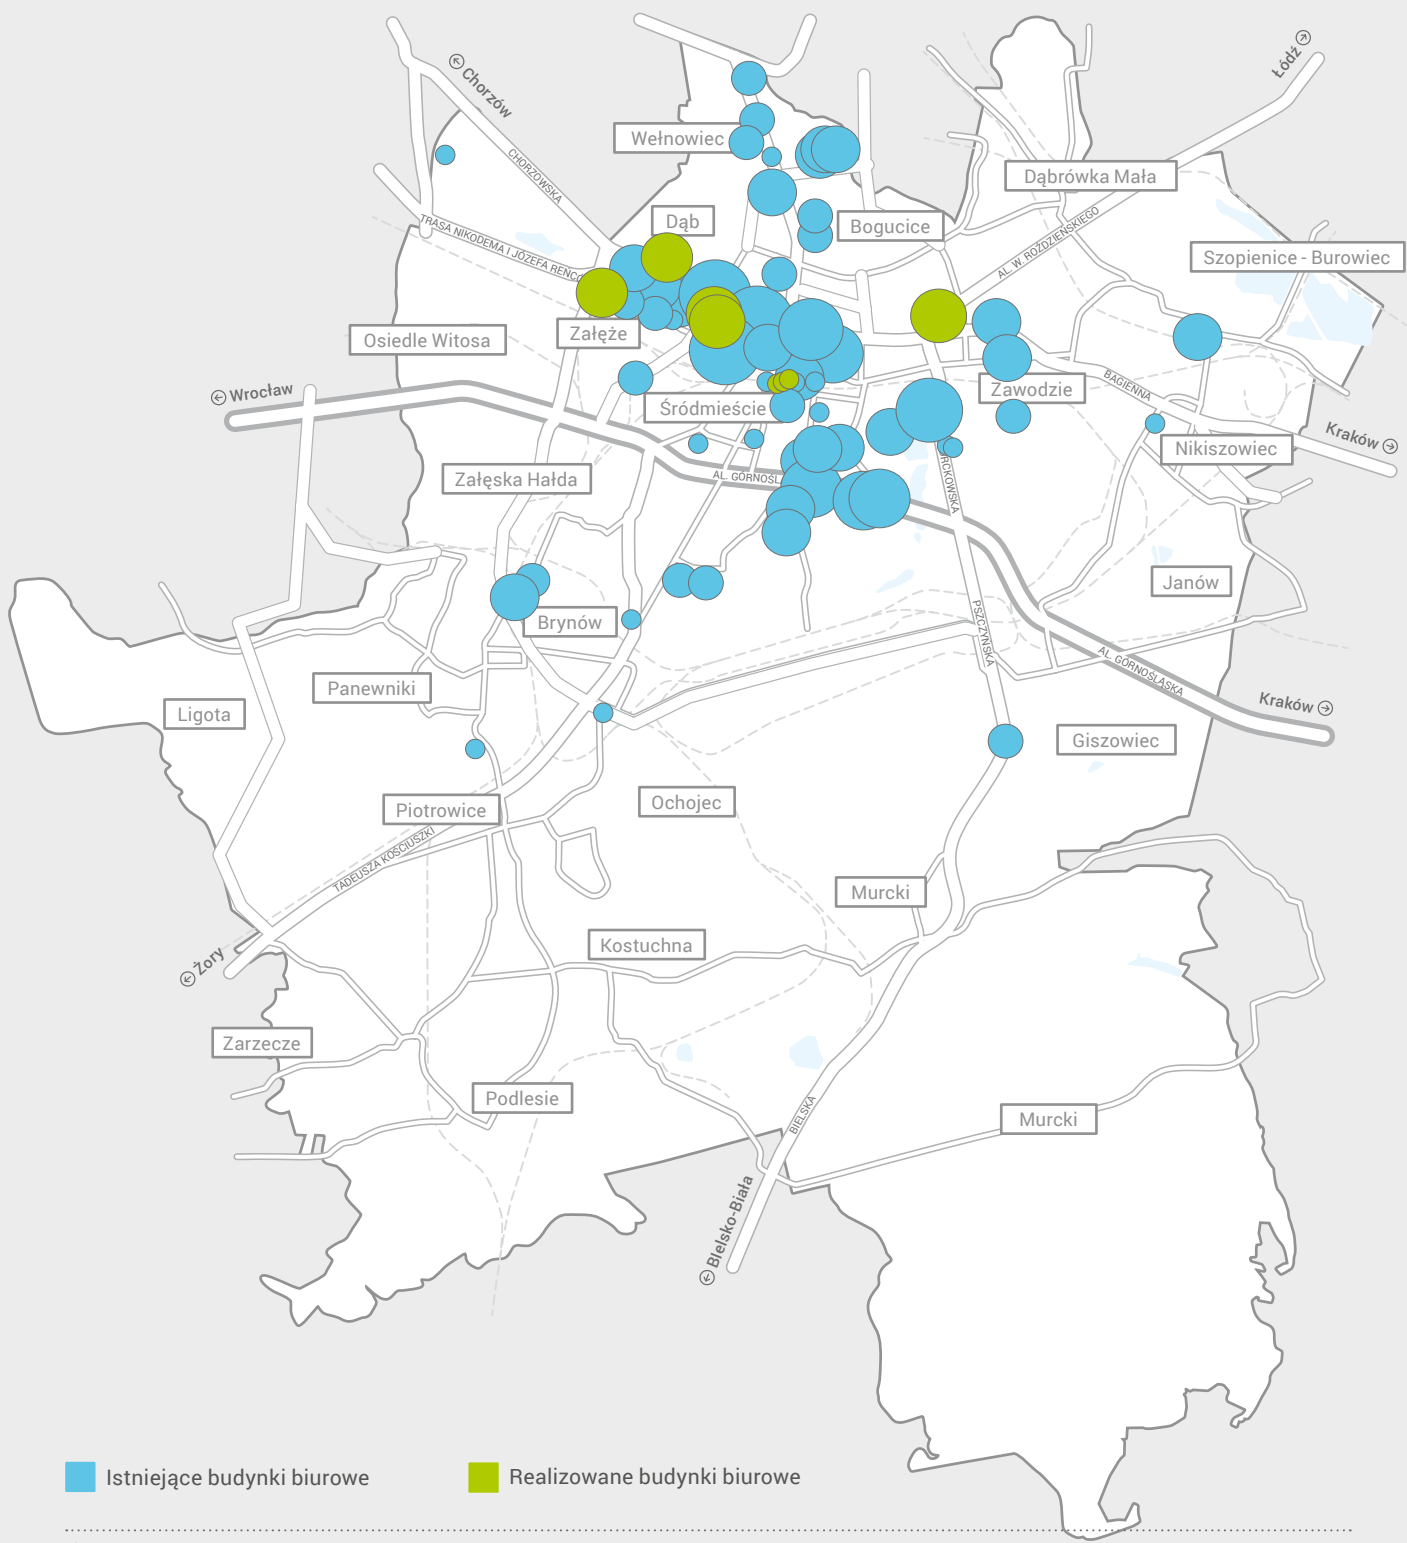 Łódź
Chorzów
Wełnowiec
CHORZOWSKA
Dąbrówka Mała
Dąb
TRASA NIKODEMA I JÓZEFA
Bogucice
AL. W. ROŹDZIEŃSKIEGO
Szopienice - Burowiec
Osiedle Witosa
Załęże
Wrocław
Śródmieście
Zawodzie
BAGIENNA
Kraków
Nikiszowiec
Załęska Hałda
AL. GÓRNOŚL
RCKOWSKA
Janów
Brynów
PSZCZYŃSKA
AL. GÓRNOŚLĄSKA
Panewniki
Ligota
Kraków
Giszowiec
Ochojec
Piotrowice
TADEUSZA KOŚCIUSZKI
Murcki
Kostuchna
Żory
Zarzecze
Podlesie
BIELSKA
Murcki
Bielsko-Biała
Istniejące budynki biurowe
Realizowane budynki biurowe